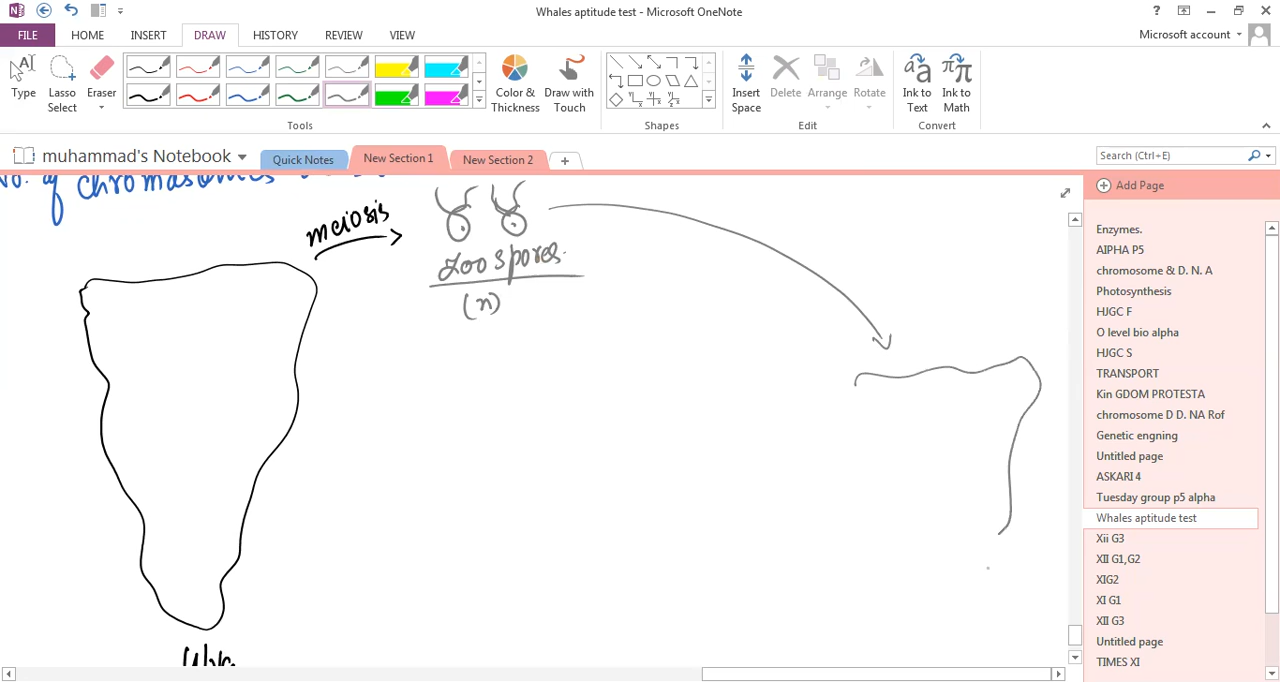 Whales aptitude test - Microsoft OneNote
FILE HOME INSERT DRAW HISTORY REVIEW VIEW
Microsoft account
Type
Lasso Select
Eraser
Color & Thickness
Draw with Touch
Insert Space
Delete
Arrange
Rotate
Ink to Text
Ink to Math
Tools
Shapes
Edit
Convert
muhammad's Notebook
Quick Notes
New Section 1
New Section 2
Search (Ctrl+E)
Add Page
No. of chromasomes
meiosis
Zoospores
(n)
Enzymes.
AIPHA P5
chromosome & D. N. A
Photosynthesis
HJGC F
O level bio alpha
HJGC S
TRANSPORT
Kin GDOM PROTESTA
chromosome D D. NA Rof
Genetic engning
Untitled page
ASKARI 4
Tuesday group p5 alpha
Whales aptitude test
Xii G3
XII G1,G2
XIG2
XI G1
XII G3
Untitled page
TIMES XI